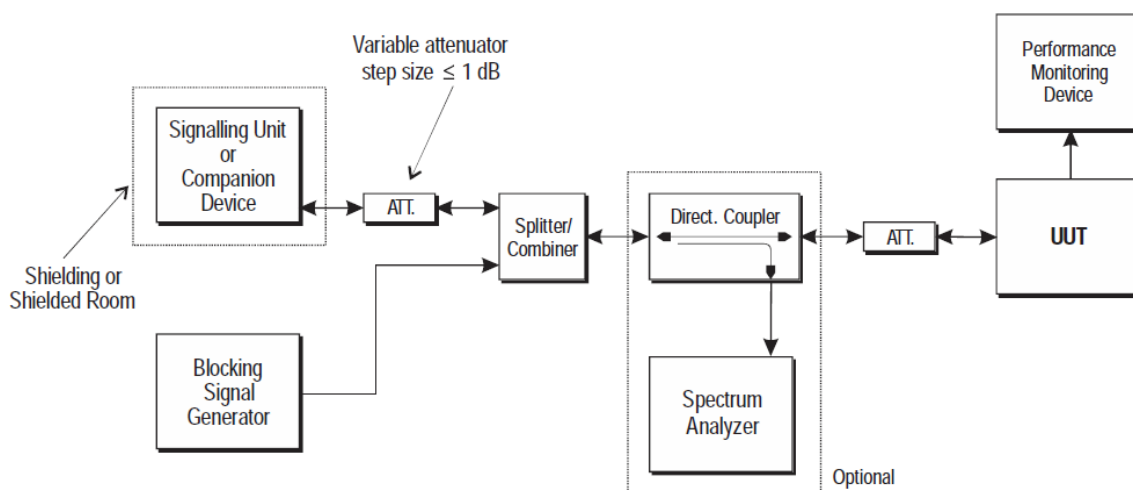 Variable attenuator
step size ≤ 1 dB
Performance
Monitoring
Device
Signalling Unit
or
Companion
Device
ATT.
Splitter/
Combiner
Direct. Coupler
ATT.
UUT
Shielding or
Shielded Room
Blocking
Signal
Generator
Spectrum
Analyzer
Optional